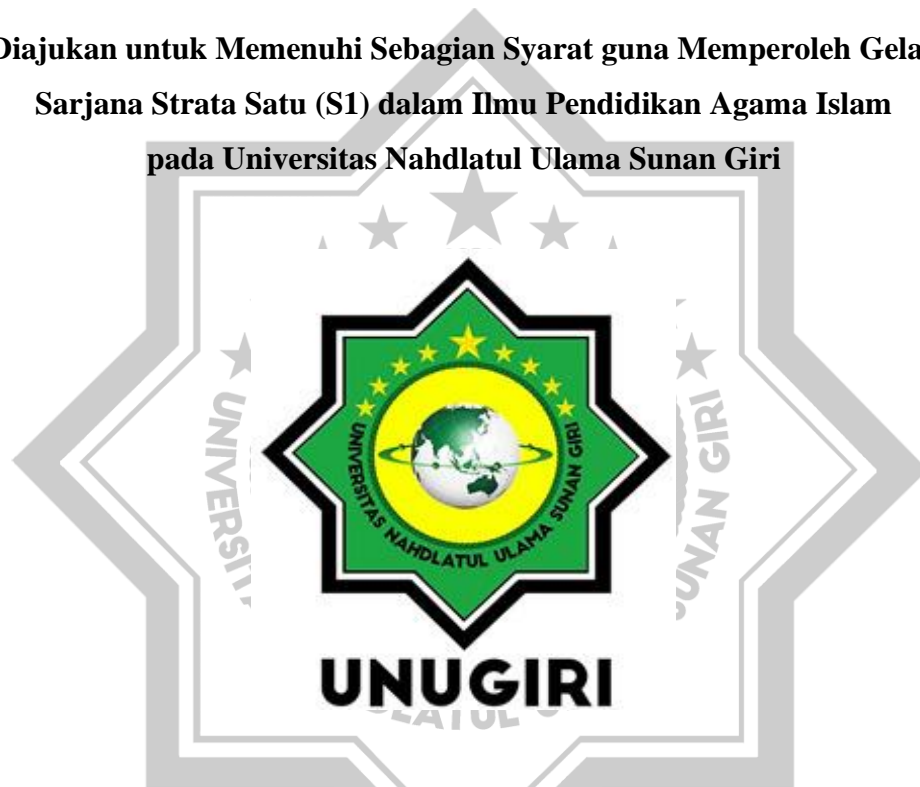 Diajukan untuk Memenuhi Sebagian Syarat guna Memperoleh Gela
Sarjana Strata Satu (S1) dalam Ilmu Pendidikan Agama Islam
pada Universitas Nahdlatul Ulama Sunan Giri
UNIVERSITAS NAHDLATUL ULAMA SUNAN GIRI
UNUGIRI